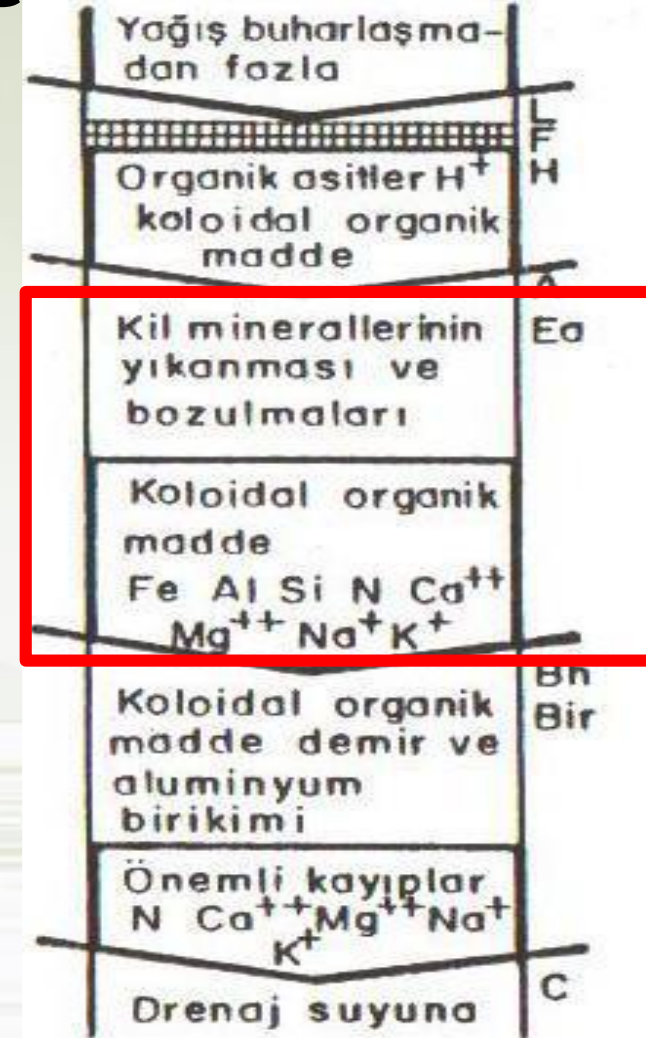 Yağış buharlaşma-
dan fazla
L
F
Organik asitler H⁺ H
koloidal organik
madde
A
Kil minerallerinin Ea
yıkanması ve
bozulmaları
Koloidal organik
madde
Fe Al Si N Ca⁺⁺
Mg⁺⁺ Na⁺ K⁺
Bh
Koloidal organik Bir
madde demir ve
aluminyum
birikimi
Önemli kayıplar
N Ca⁺⁺ Mg⁺⁺ Na⁺
K⁺
C
Drenaj suyuna